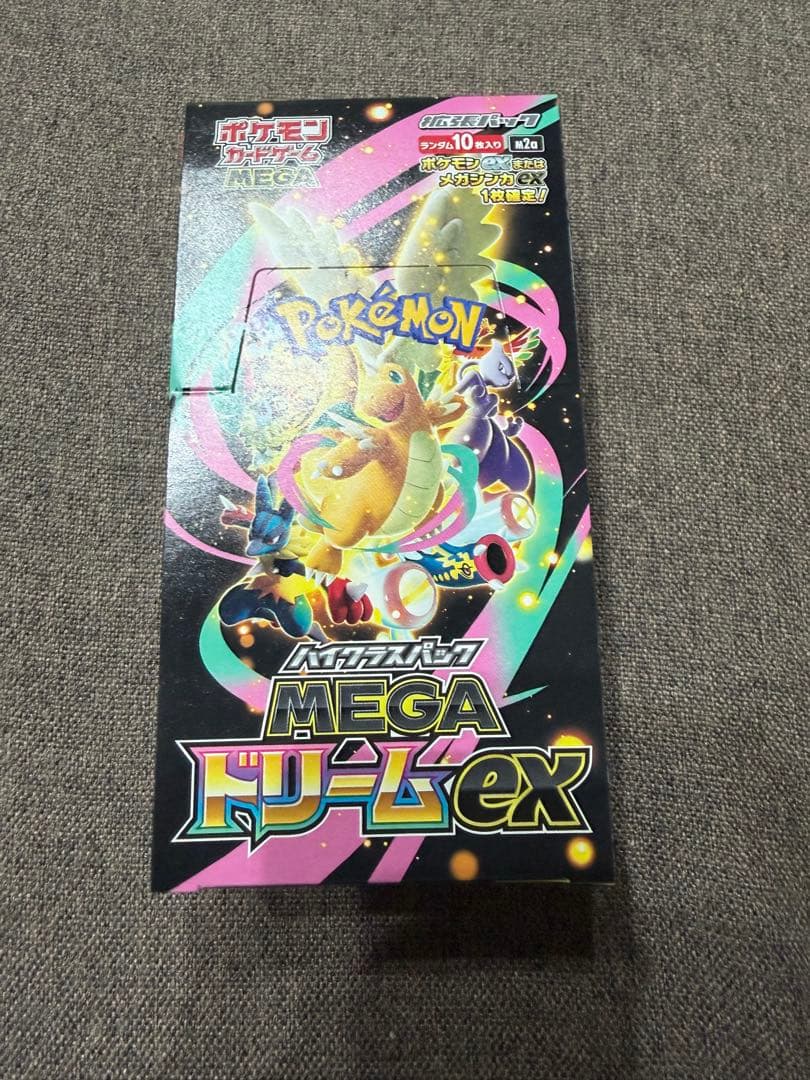 ポケモン
カードゲーム
MEGA
拡張パック
ランダム10枚入り M2a
ポケモンexまたは
メガシンカex
1枚確定!
POKéMON
ハイクラスパック
MEGA
ドリームex